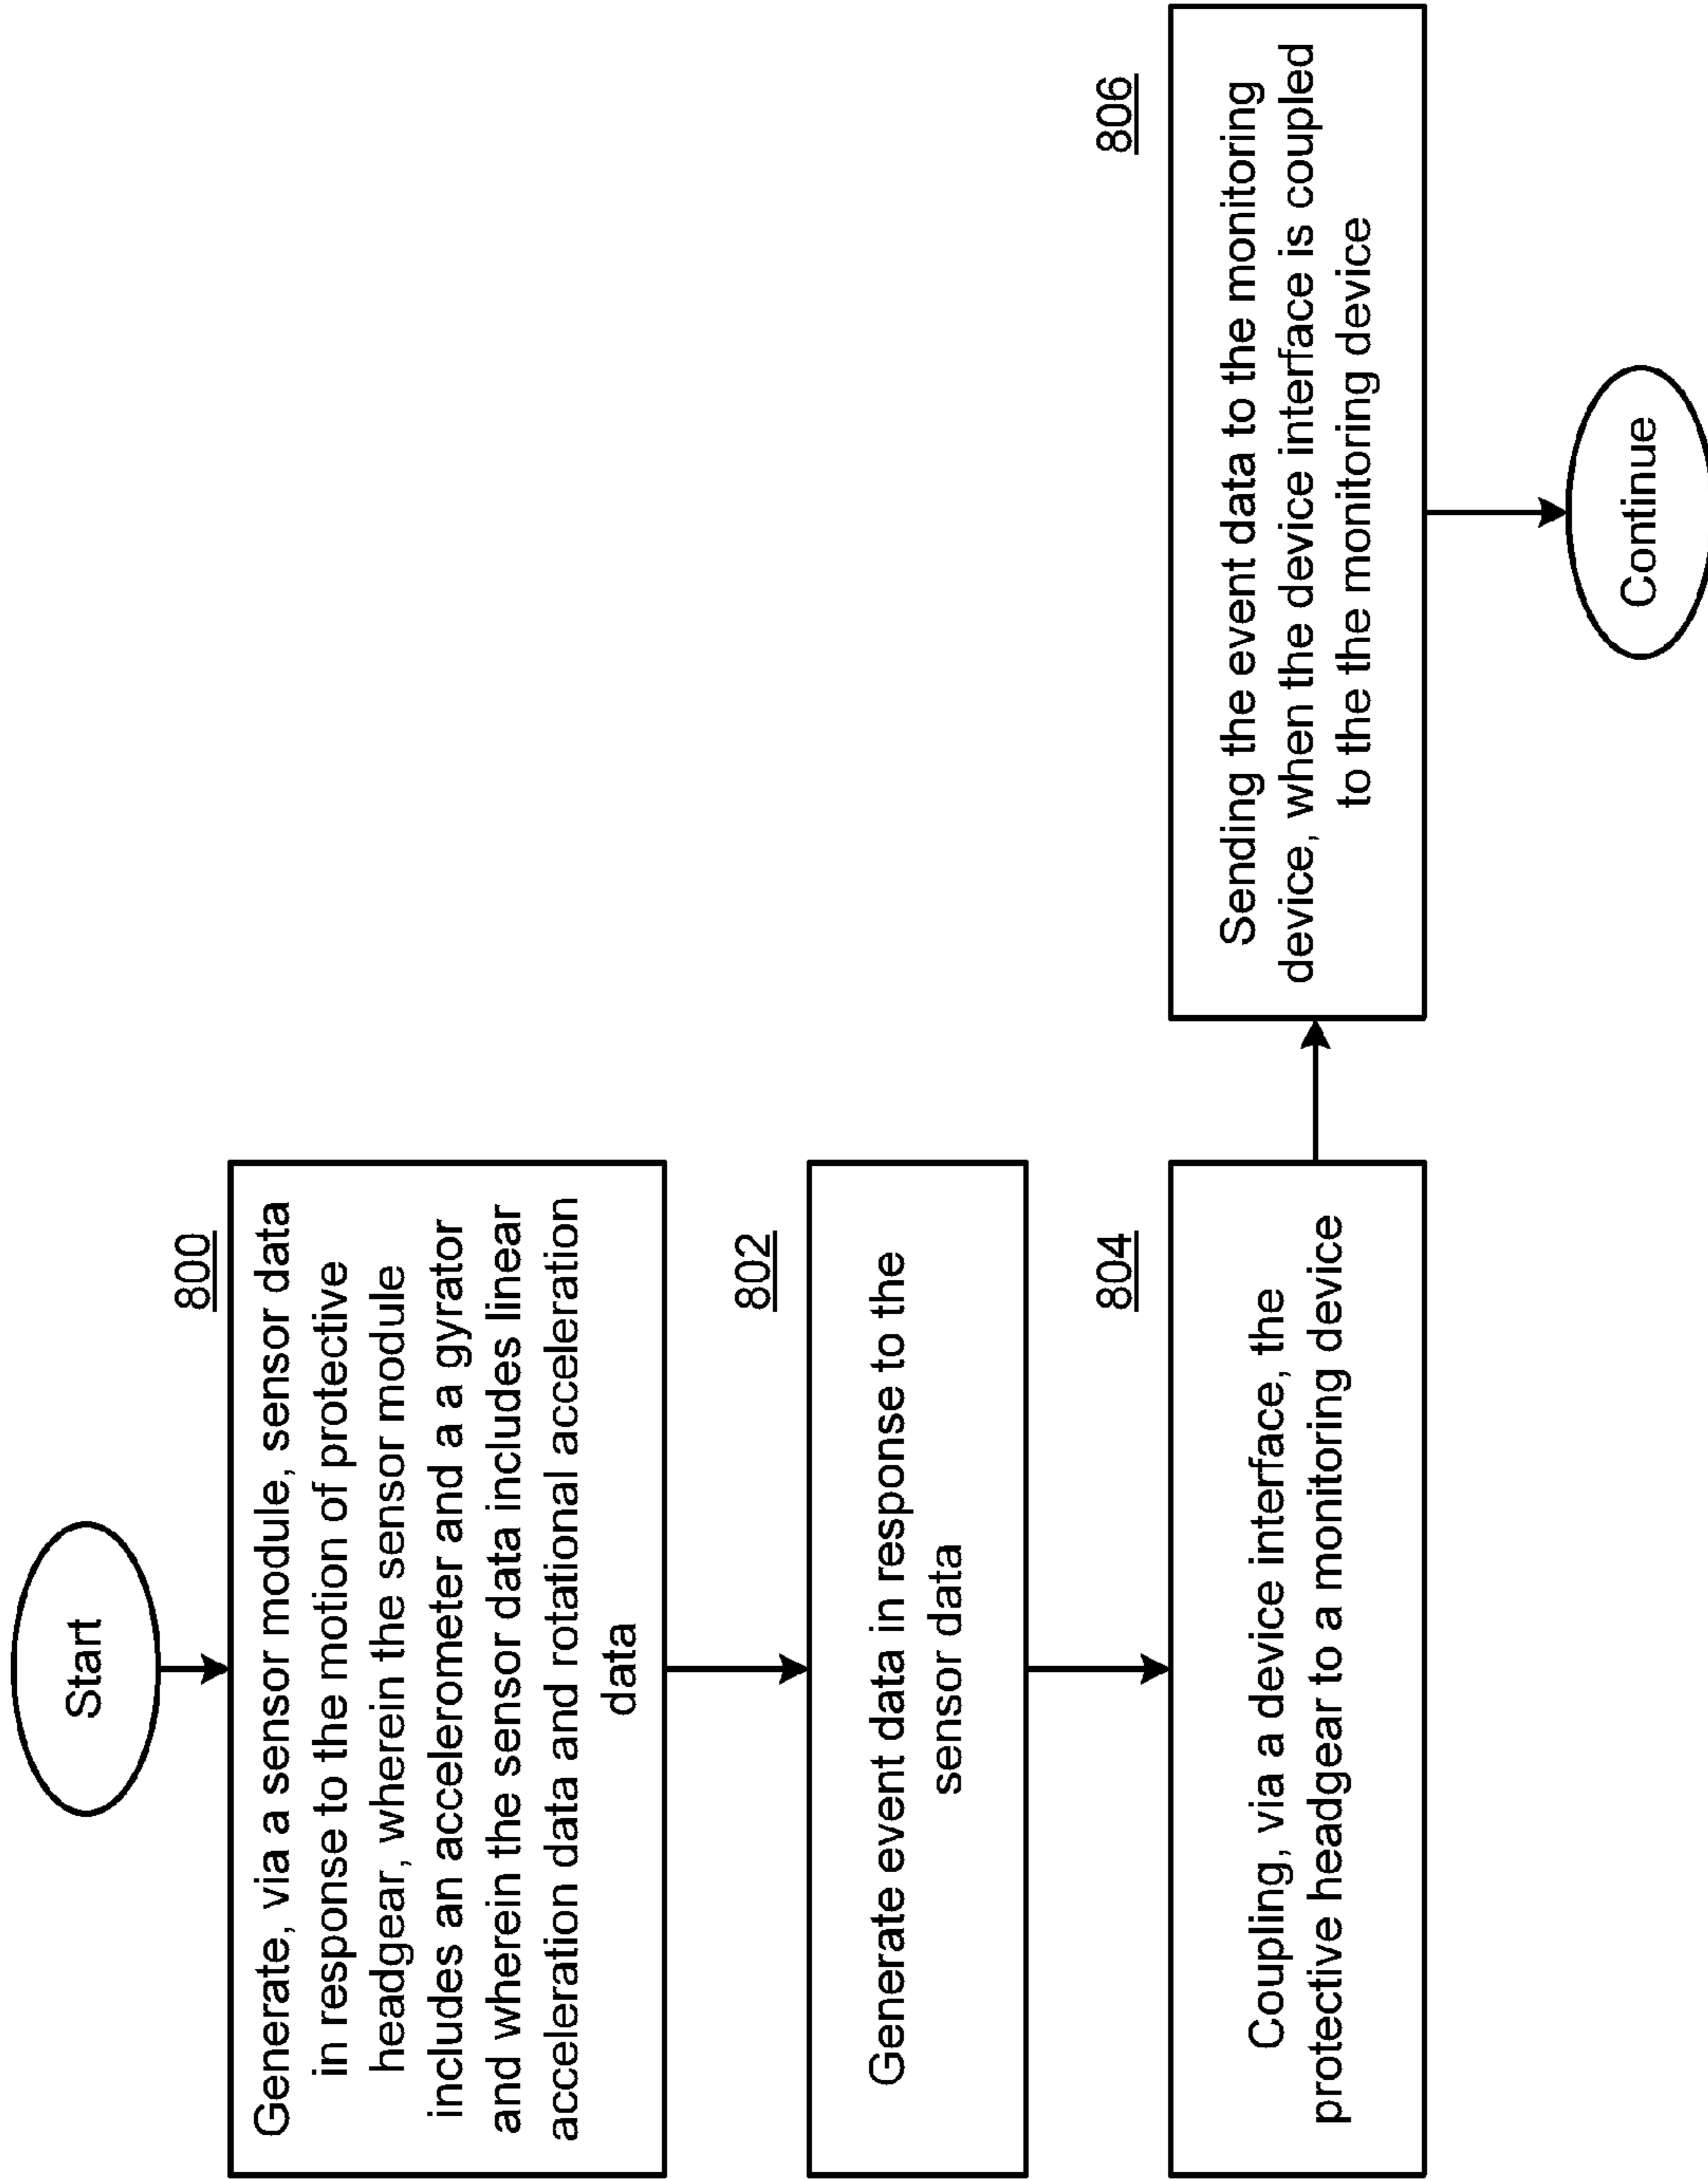 Start
800
Generate, via a sensor module, sensor data
in response to the motion of protective
headgear, wherein the sensor module
includes an accelerometer and a a gyrator
and wherein the sensor data includes linear
acceleration data and rotational acceleration
data
802
Generate event data in response to the
sensor data
804
Coupling, via a device interface, the
protective headgear to a monitoring device
806
Sending the event data to the monitoring
device, when the device interface is coupled
to the the monitoring device
Continue